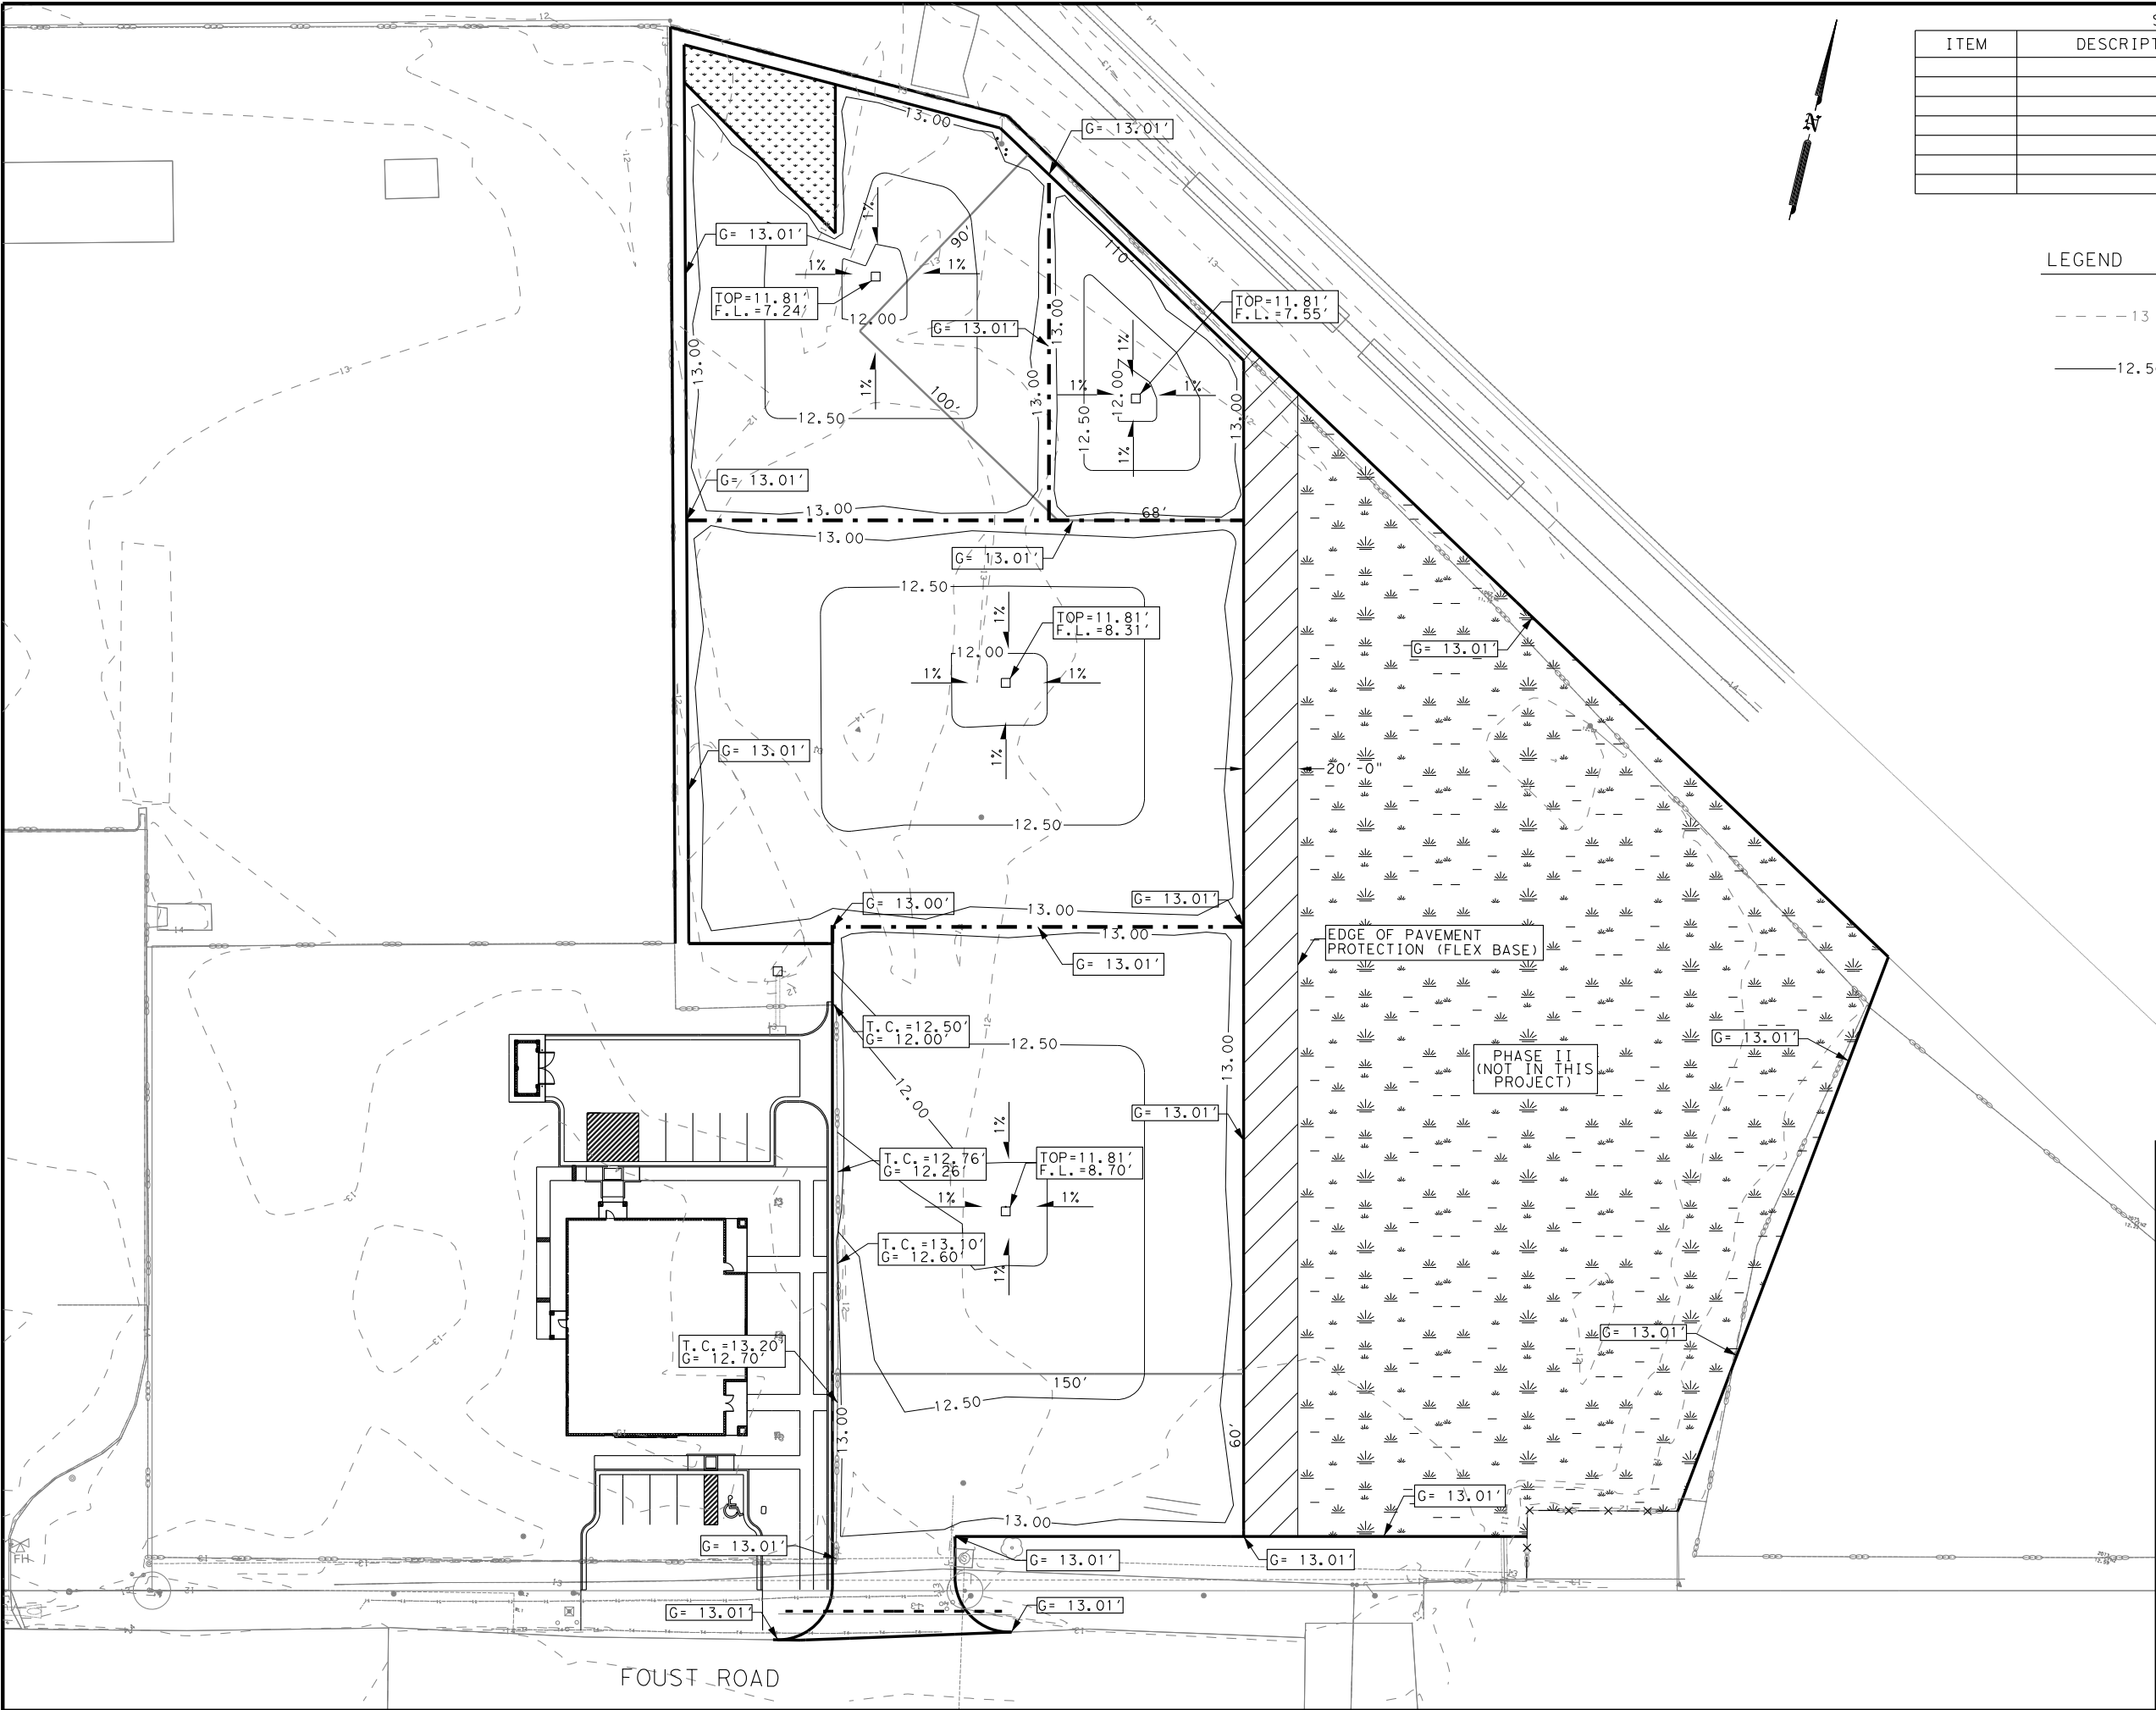 ITEM DESCRIPT
LEGEND
13
12.5
12
13.00
G= 13.01'
90'
110'
G= 13.01'
1%
1%
1%
TOP=11.81'
F.L.=7.24'
12.00
G= 13.01'
13.00
TOP=11.81'
F.L.=7.55'
1%
13.00
13
1%
12.00
1%
1%
100'
13.00
12.50
12.50
13.00
1%
G= 13.01'
13.00
68'
13.00
G= 13.01'
12.50
1%
TOP=11.81'
F.L.=8.31'
12.00
G= 13.01'
1%
1%
1%
G= 13.01'
20'-0"
12.50
G= 13.00'
G= 13.01'
13.00
13.00
EDGE OF PAVEMENT
PROTECTION (FLEX BASE)
G= 13.01'
T.C.=12.50'
G= 12.00'
12.50
13.00
G= 13.01'
PHASE II
(NOT IN THIS
PROJECT)
12.00
G= 13.01'
1%
T.C.=12.76'
G= 12.26'
TOP=11.81'
F.L.=8.70'
1%
1%
T.C.=13.10'
G= 12.60'
1%
T.C.=13.20'
G= 12.70'
G= 13.01'
150'
12.50
13.00
60'
G= 13.01'
13.00
G= 13.01'
G= 13.01'
G= 13.01'
FH
G= 13.01'
G= 13.01'
FOUST ROAD